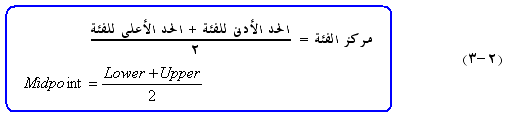 مركز الفئة = الحد الأدنى للفئة + الحد الأعلى للفئة / ٢
(٣-٢)
Midpoint = Lower + Upper / 2